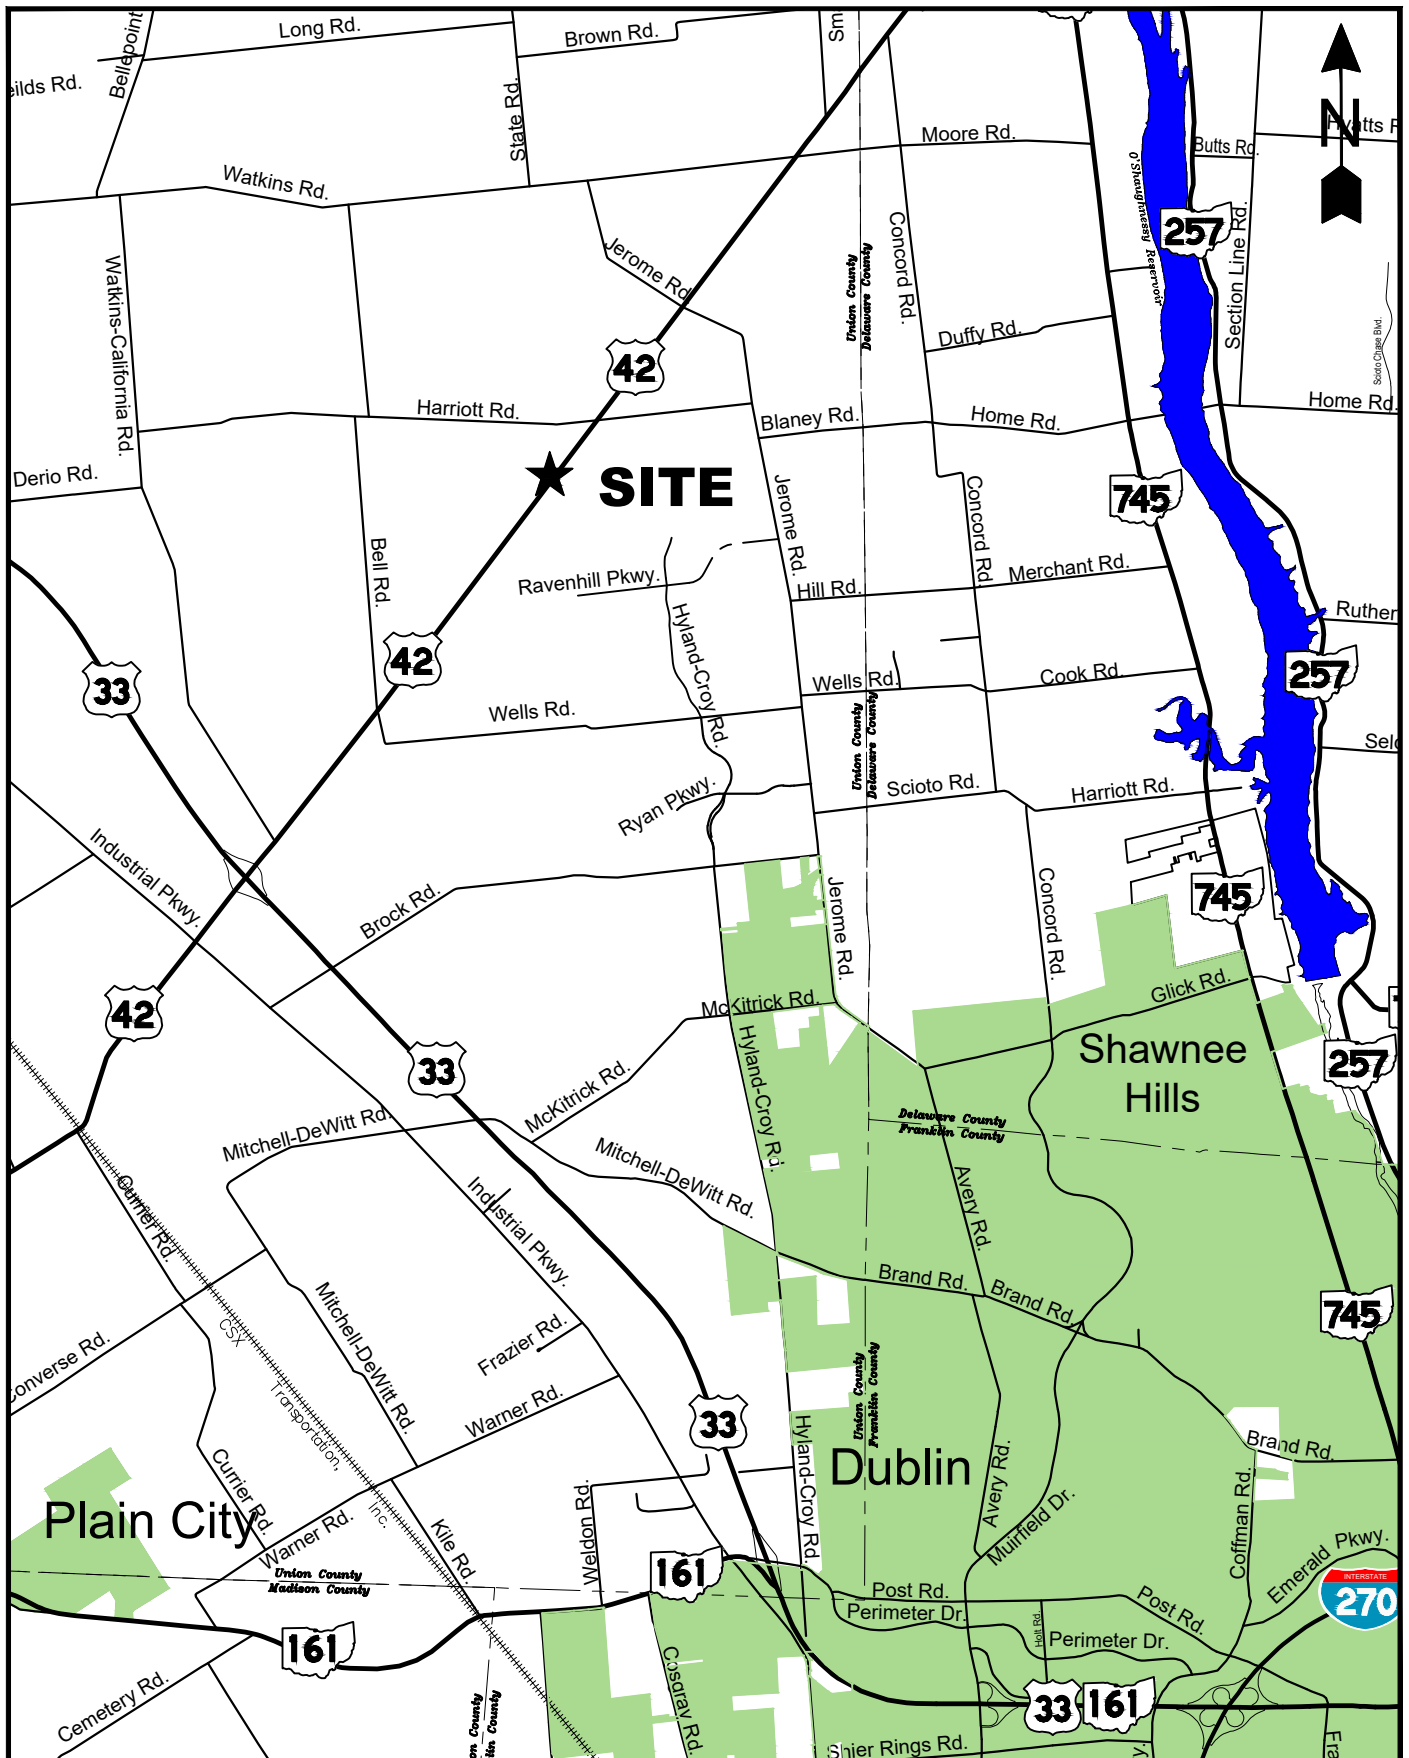 Long Rd.
Brown Rd.
Bellepoint
State Rd.
Moore Rd.
N
Butts Rd.
Watkins Rd.
O'Shaughnessy Reservoir
257
Section Line Rd.
Concord Rd.
Jerome Rd.
Union County
Delaware County
Watkins-California Rd.
Duffy Rd.
Scioto Chase Blvd.
42
Harriott Rd.
Blaney Rd.
Home Rd.
Home Rd.
Derio Rd.
SITE
745
Jerome Rd.
Concord Rd.
Bell Rd.
Ravenhill Pkwy.
Hill Rd.
Merchant Rd.
Ruther
Hyland-Croy Rd.
42
33
257
Wells Rd.
Cook Rd.
Wells Rd.
Union County
Delaware County
Scioto Rd.
Harriott Rd.
Ryan Pkwy.
Industrial Pkwy.
Brock Rd.
Jerome Rd.
Concord Rd.
745
42
McKitrick Rd.
Glick Rd.
Shawnee
Hills
257
33
Hyland-Croy Rd.
McKitrick Rd.
Mitchell-DeWitt Rd.
Delaware County
Franklin County
Mitchell-DeWitt Rd.
Currier Rd.
Industrial Pkwy.
Avery Rd.
Brand Rd.
Brand Rd.
745
Mitchell-DeWitt Rd.
CSX
Transportation,
Inc.
Frazier Rd.
Converse Rd.
Warner Rd.
Union County
Franklin County
33
Hyland-Croy Rd.
Dublin
Avery Rd.
Brand Rd.
Currier Rd.
Plain City
Warner Rd.
Kile Rd.
Weldon Rd.
Muirfield Dr.
Coffman Rd.
Emerald Pkwy.
INTERSTATE
270
161
Union County
Madison County
Post Rd.
Perimeter Dr.
Holt Rd.
Post Rd.
Perimeter Dr.
161
Cemetery Rd.
Cosgray Rd.
33
161
Shier Rings Rd.